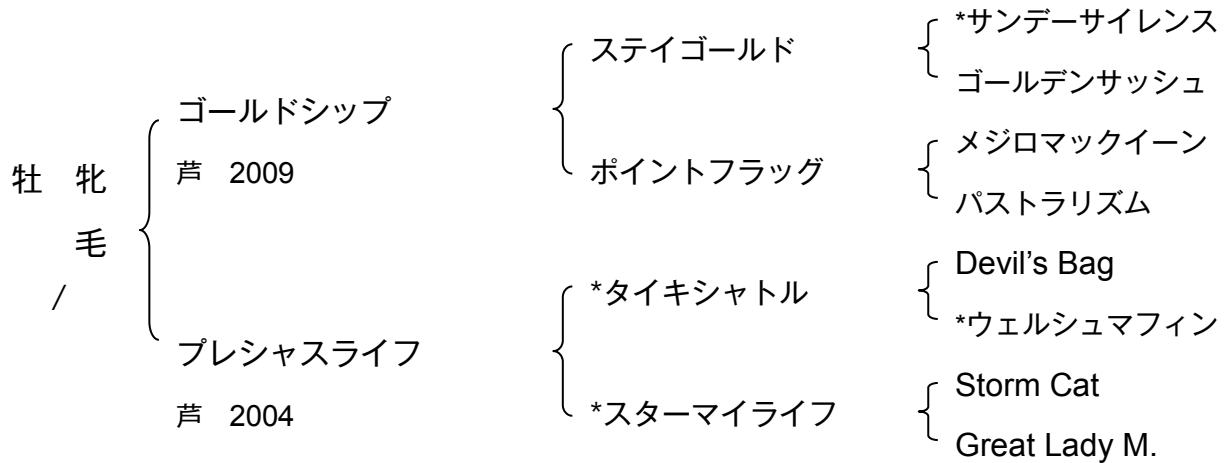 牡 牝
毛
/
ゴールドシップ
芦 2009
プレシャスライフ
芦 2004
ステイゴールド
ポイントフラッグ
*タイキシャトル
*スターマイライフ
*サンデーサイレンス
ゴールデンサッシュ
メジロマックイーン
パストラリズム
Devil's Bag
*ウェルシュマフィン
Storm Cat
Great Lady M.